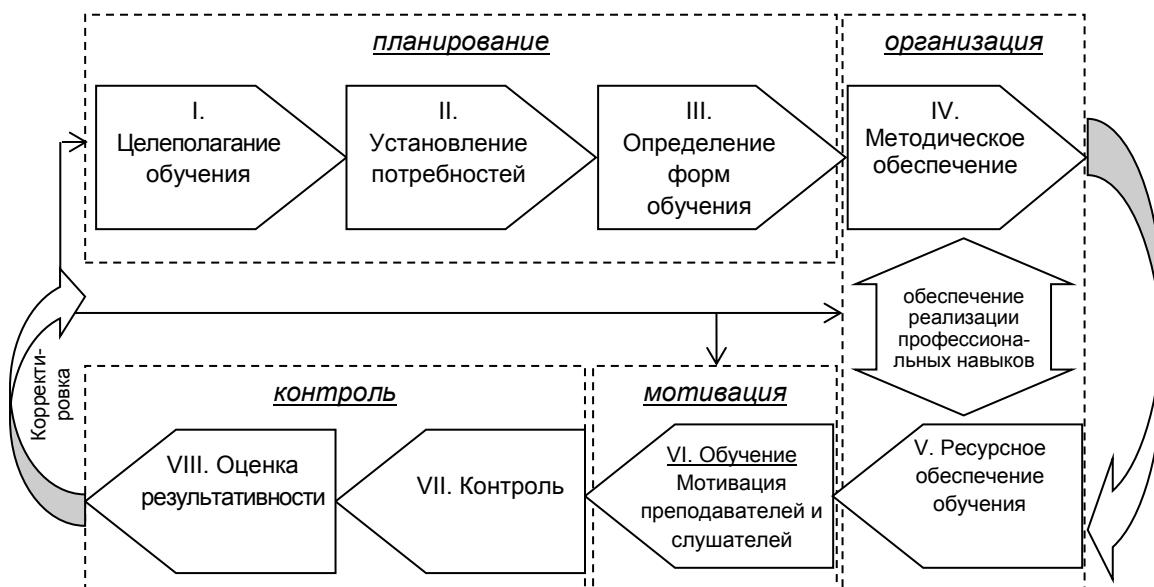 планирование
организация
I.
Целеполагание
обучения
II.
Установление
потребностей
III.
Определение
форм
обучения
IV.
Методическое
обеспечение
обеспечение
реализации
профессиона-
льных навыков
Корректи-
ровка
контроль
мотивация
VIII. Оценка
результативности
VII. Контроль
VI. Обучение
Мотивация
преподавателей и
слушателей
V. Ресурсное
обеспечение
обучения